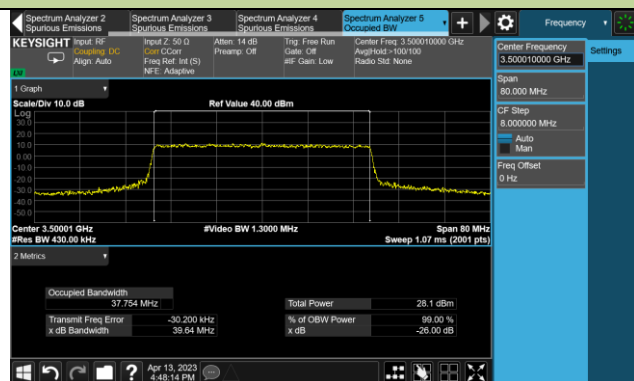 Spectrum Analyzer 2
Spurious Emissions
Spectrum Analyzer 3
Spurious Emissions
Spectrum Analyzer 4
Spurious Emissions
Spectrum Analyzer 5
Occupied BW
Frequency
KEYSIGHT
Input: RF
Coupling: DC
Align: Auto
Input Z: 50 Ω
Corr CCorr
Freq Ref: Int (S)
NFE: Adaptive
Atten: 14 dB
Preamp: Off
Trig: Free Run
Gate: Off
#IF Gain: Low
Center Freq: 3.500010000 GHz
Avg|Hold:>100/100
Radio Std: None
Center Frequency
3.500010000 GHz
Settings
Span
80.000 MHz
CF Step
8.000000 MHz
Auto
Man
Freq Offset
0 Hz
1 Graph
Scale/Div 10.0 dB
Ref Value 40.00 dBm
Log
30.0
20.0
10.0
0.00
-10.0
-20.0
-30.0
-40.0
-50.0
Center 3.50001 GHz
#Video BW 1.3000 MHz
Span 80 MHz
#Res BW 430.00 kHz
Sweep 1.07 ms (2001 pts)
2 Metrics
Occupied Bandwidth
37.754 MHz
Total Power
28.1 dBm
Transmit Freq Error
-30.200 kHz
% of OBW Power
99.00 %
x dB Bandwidth
39.64 MHz
x dB
-26.00 dB
?
Apr 13, 2023
4:48:14 PM